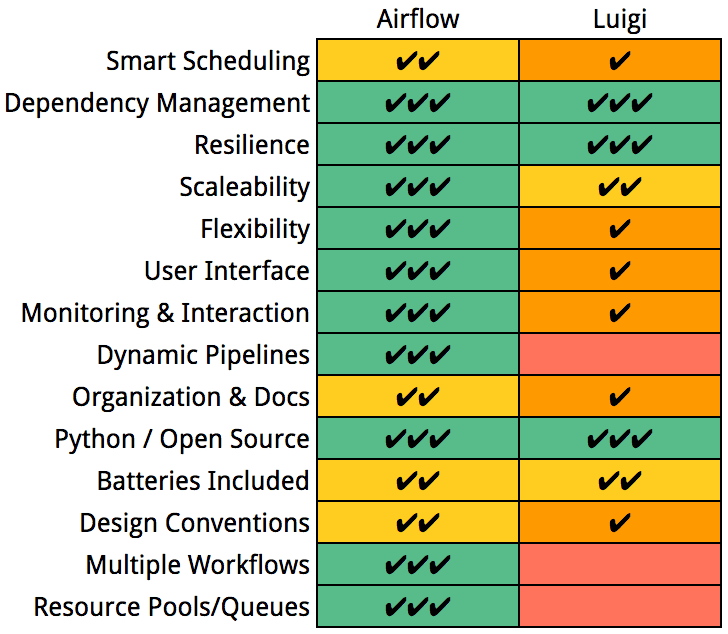 Airflow Luigi
Smart Scheduling ✔✔ ✔
Dependency Management ✔✔✔ ✔✔✔
Resilience ✔✔✔ ✔✔✔
Scaleability ✔✔✔ ✔✔
Flexibility ✔✔✔ ✔
User Interface ✔✔✔ ✔
Monitoring & Interaction ✔✔✔ ✔
Dynamic Pipelines ✔✔✔
Organization & Docs ✔✔ ✔
Python / Open Source ✔✔✔ ✔✔✔
Batteries Included ✔✔ ✔✔
Design Conventions ✔✔ ✔
Multiple Workflows ✔✔✔
Resource Pools/Queues ✔✔✔